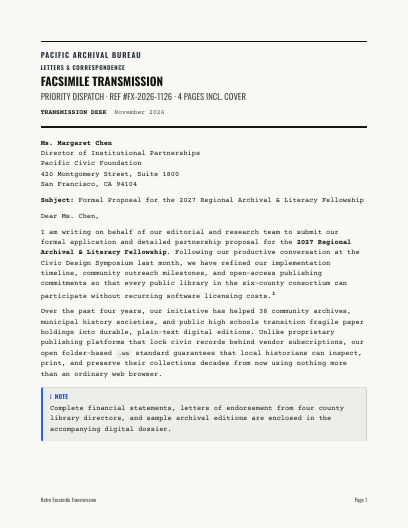 PACIFIC ARCHIVAL BUREAU
LETTERS & CORRESPONDENCE
FACSIMILE TRANSMISSION
PRIORITY DISPATCH · REF #FX-2026-1126 · 4 PAGES INCL. COVER
TRANSMISSION DESK November 2026
Ms. Margaret Chen
Director of Institutional Partnerships
Pacific Civic Foundation
420 Montgomery Street, Suite 1800
San Francisco, CA 94104
Subject: Formal Proposal for the 2027 Regional Archival & Literacy Fellowship
Dear Ms. Chen,
I am writing on behalf of our editorial and research team to submit our
formal application and detailed partnership proposal for the 2027 Regional
Archival & Literacy Fellowship. Following our productive conversation at the
Civic Design Symposium last month, we have refined our implementation
timeline, community outreach milestones, and open-access publishing
commitments so that every public library in the six-county consortium can
participate without recurring software licensing costs.¹
Over the past four years, our initiative has helped 38 community archives,
municipal history societies, and public high schools transition fragile paper
holdings into durable, plain-text digital editions. Unlike proprietary
publishing platforms that lock civic records behind vendor subscriptions, our
open folder-based .wa standard guarantees that local historians can inspect,
print, and preserve their collections decades from now using nothing more
than an ordinary web browser.
i NOTE
Complete financial statements, letters of endorsement from four county
library directors, and sample archival editions are enclosed in the
accompanying digital dossier.
Retro Facsimile Transmission
Page 1